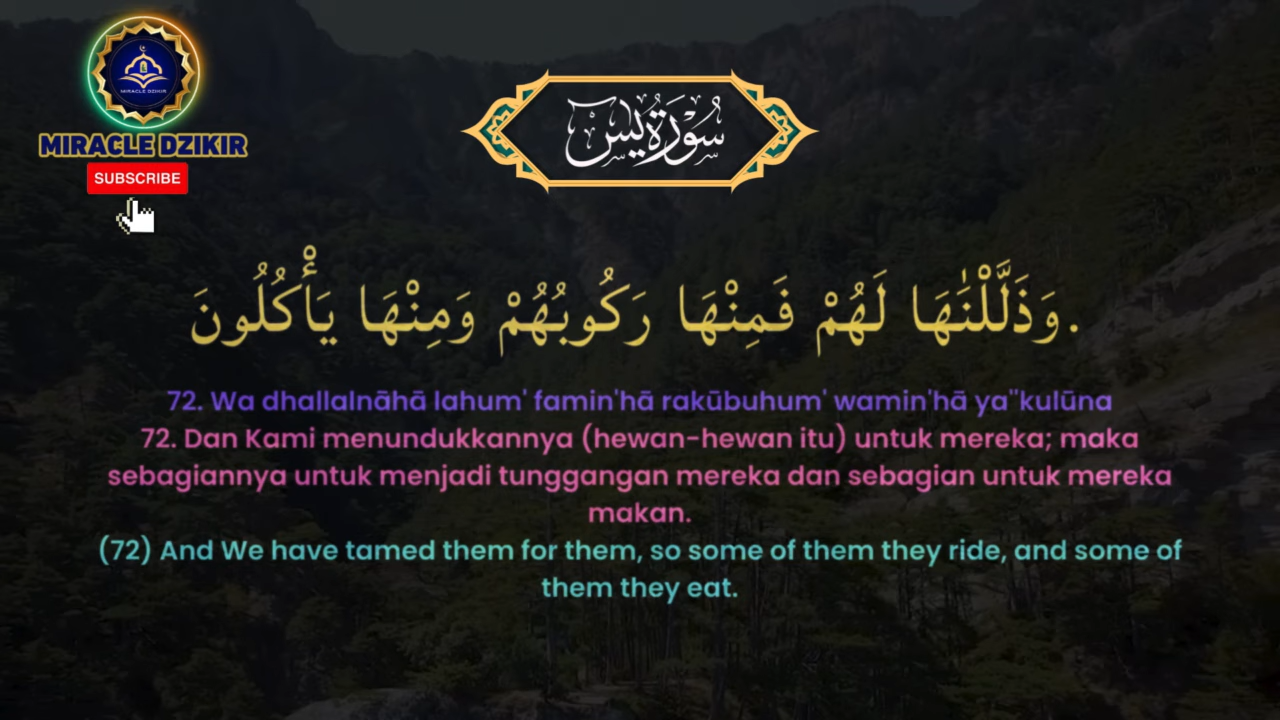 MIRACLE DZIKIR
MIRACLE DZIKIR
SUBSCRIBE
سُوْرَةُ يٰسٓ
وَذَلَّلْنَٰهَا لَهُمْ فَمِنْهَا رَكُوبُهُمْ وَمِنْهَا يَأْكُلُونَ.
72. Wa dhallalnāhā lahum' famin'hā rakūbuhum' wamin'hā ya"kulūna
72. Dan Kami menundukkannya (hewan-hewan itu) untuk mereka; maka
sebagiannya untuk menjadi tunggangan mereka dan sebagian untuk mereka
makan.
(72) And We have tamed them for them, so some of them they ride, and some of
them they eat.